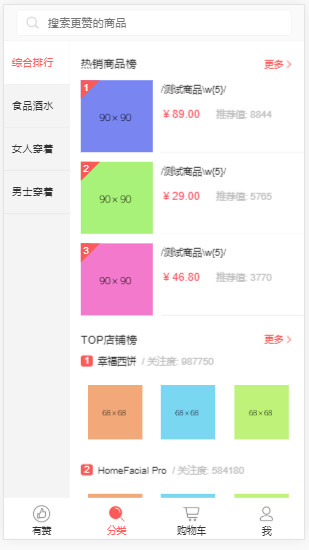 搜索更赞的商品
综合排行
食品酒水
女人穿着
男士穿着
热销商品榜 更多
1
90×90
/测试商品\w{5}/
¥ 89.00 推荐值: 8844
2
90×90
/测试商品\w{5}/
¥ 29.00 推荐值: 5765
3
90×90
/测试商品\w{5}/
¥ 46.80 推荐值: 3770
TOP店铺榜 更多
1 幸福西饼 / 关注度: 987750
68×68 68×68 68×68
2 HomeFacial Pro / 关注度: 584180
有赞 分类 购物车 我